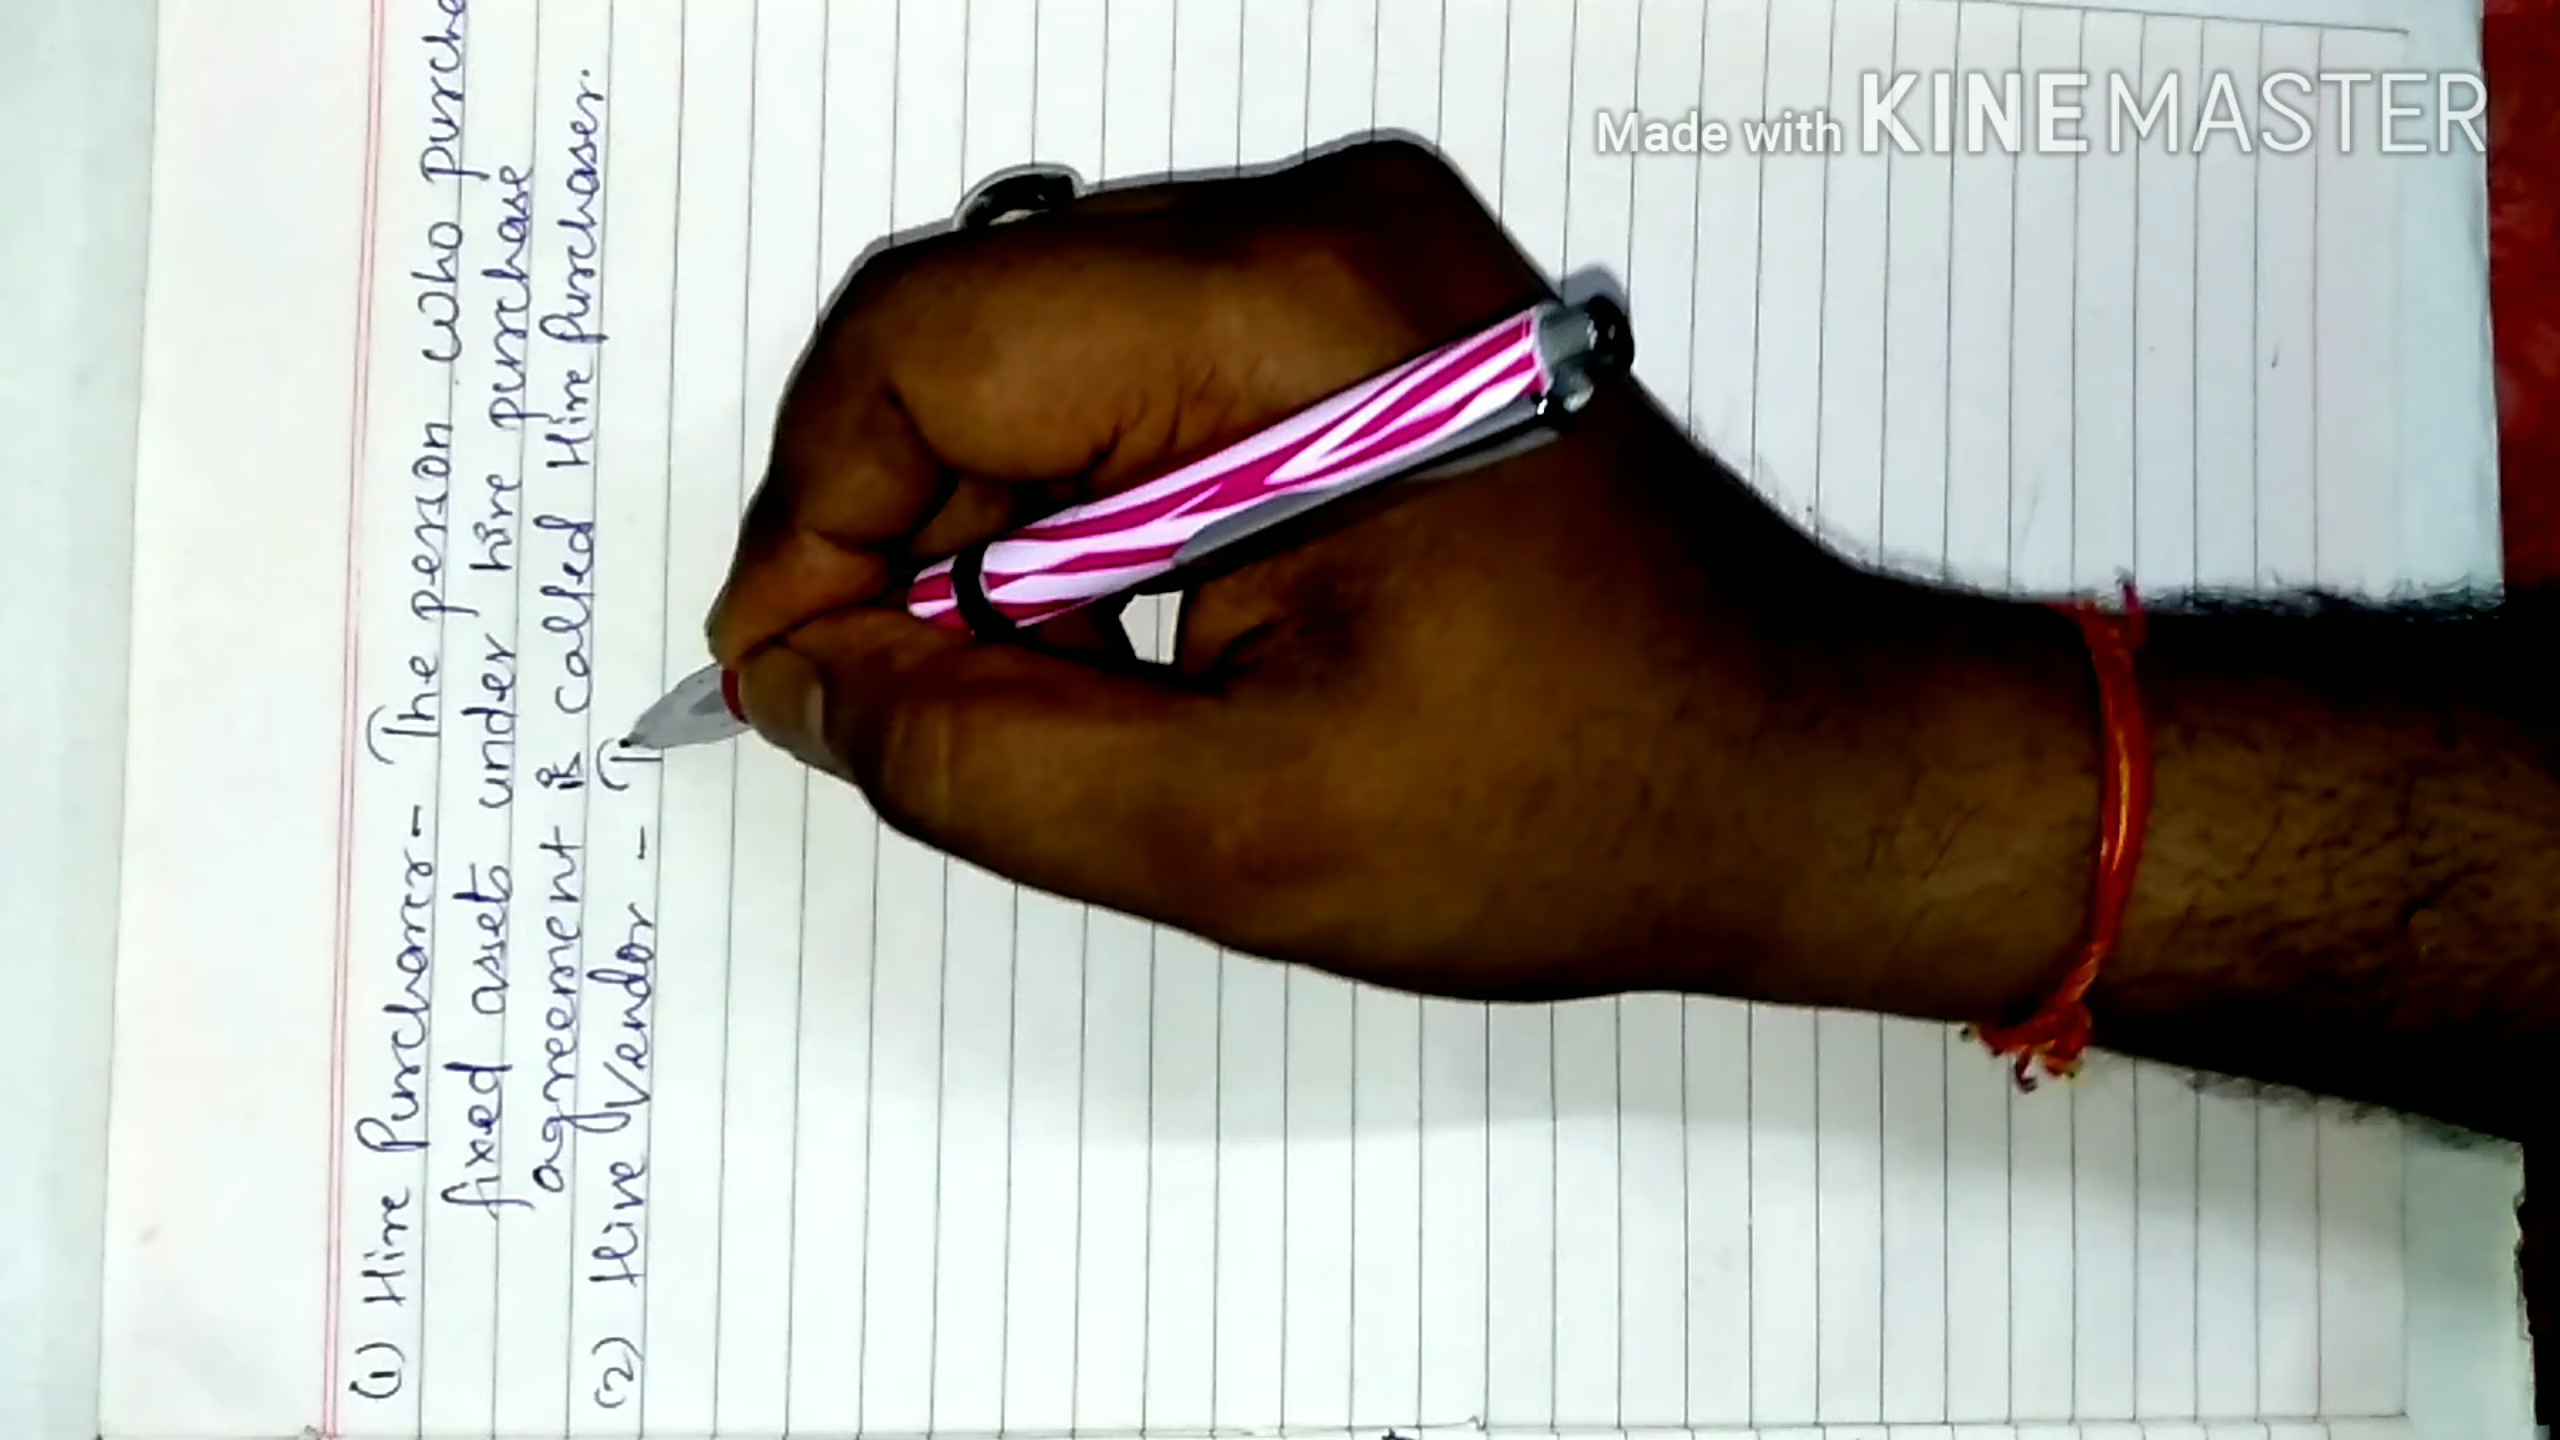 (1) Hire Purchaser- The person who purcha
fixed assets under hire purchase
agreement is called Hire Purchaser.
(2) Hire Vendor - T
Made with KINEMASTER